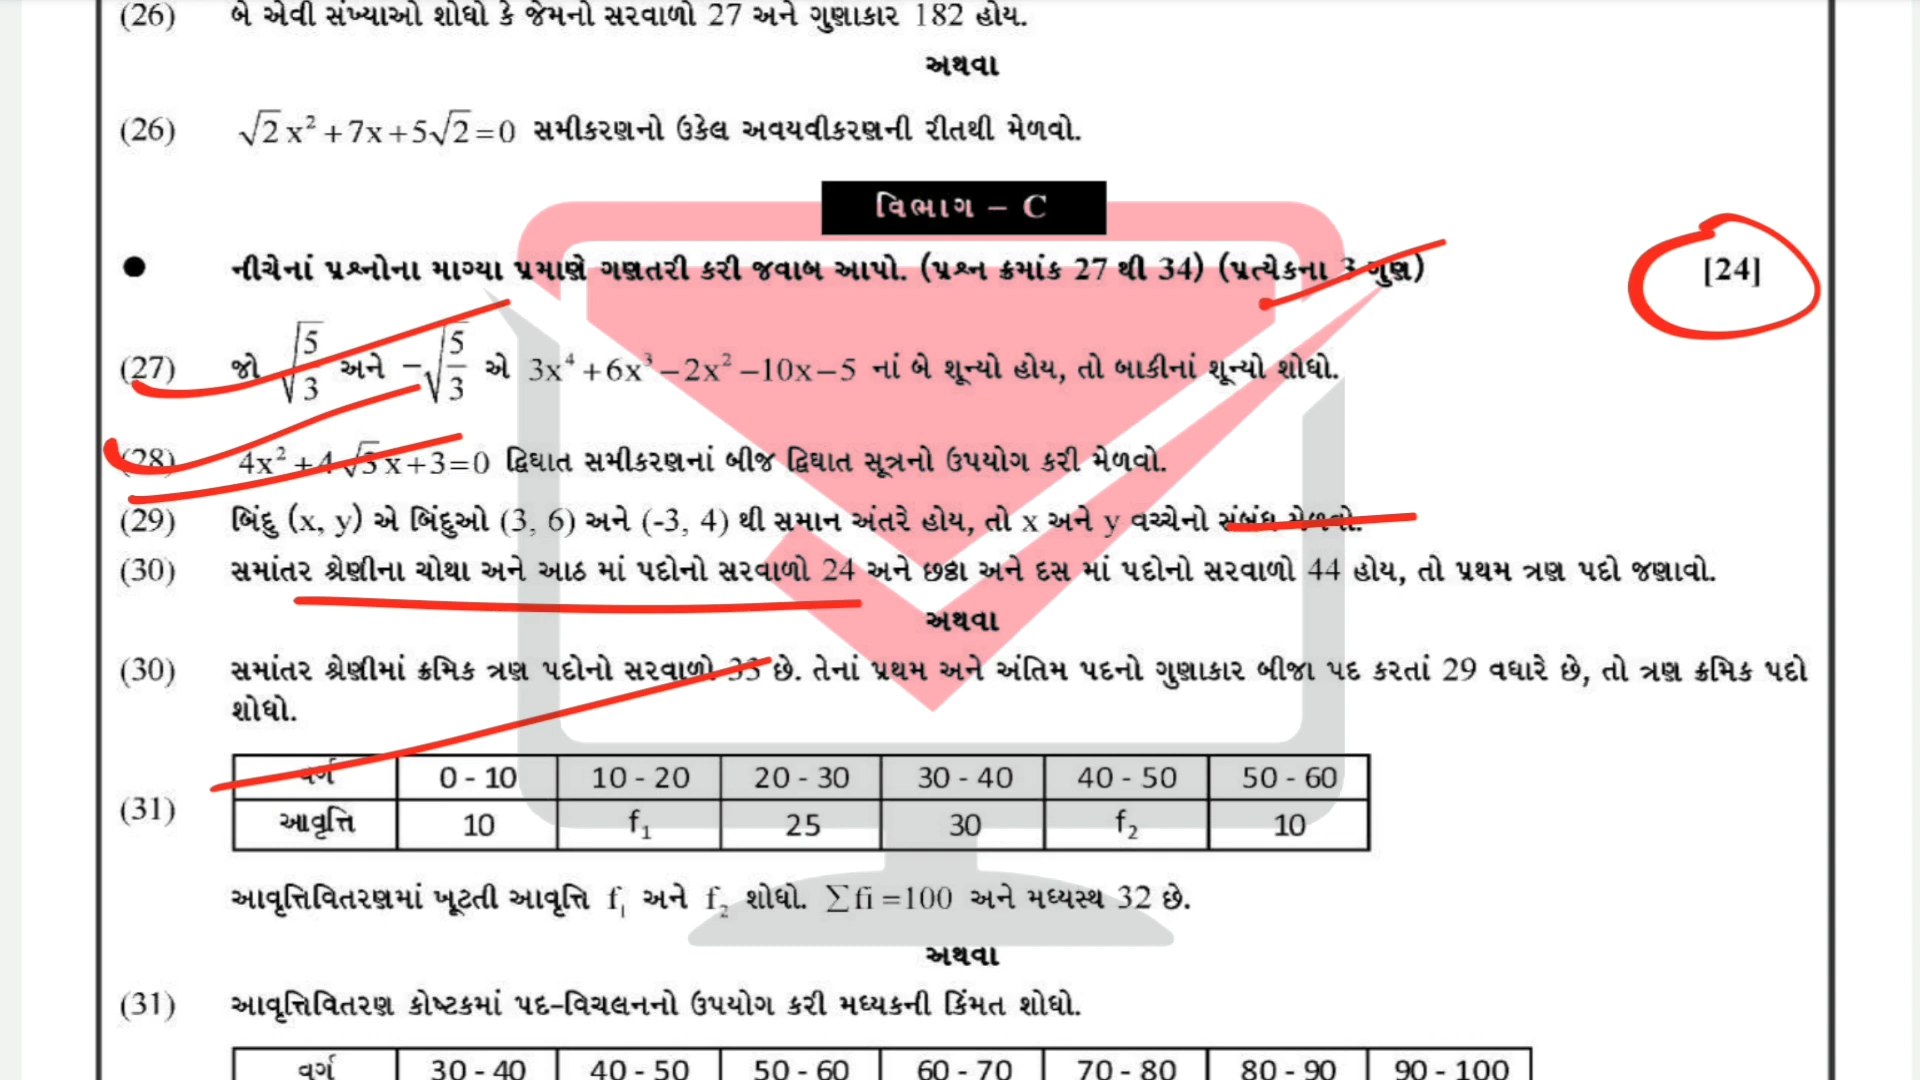 (26) બે એવી સંખ્યાઓ શોધો કે જેમનો સરવાળો 27 અને ગુણાકાર 182 હોય.
અથવા
(26) √2 x² + 7x + 5√2 = 0 સમીકરણનો ઉકેલ અવયવીકરણની રીતથી મેળવો.
વિભાગ – C
● નીચેનાં પ્રશ્નોના માગ્યા પ્રમાણે ગણતરી કરી જવાબ આપો. (પ્રશ્ન ક્રમાંક 27 થી 34) (પ્રત્યેકના 3 ગુણ) [24]
(27) જો √(5/3) અને −√(5/3) એ 3x⁴ + 6x³ − 2x² − 10x − 5 નાં બે શૂન્યો હોય, તો બાકીનાં શૂન્યો શોધો.
(28) 4x² + 4√3x + 3 = 0 દ્વિઘાત સમીકરણનાં બીજ દ્વિઘાત સૂત્રનો ઉપયોગ કરી મેળવો.
(29) બિંદુ (x, y) એ બિંદુઓ (3, 6) અને (-3, 4) થી સમાન અંતરે હોય, તો x અને y વચ્ચેનો સંબંધ મેળવો.
(30) સમાંતર શ્રેણીના ચોથા અને આઠ માં પદોનો સરવાળો 24 અને છઠ્ઠા અને દસ માં પદોનો સરવાળો 44 હોય, તો પ્રથમ ત્રણ પદો જણાવો.
અથવા
(30) સમાંતર શ્રેણીમાં ક્રમિક ત્રણ પદોનો સરવાળો 33 છે. તેનાં પ્રથમ અને અંતિમ પદનો ગુણાકાર બીજા પદ કરતાં 29 વધારે છે, તો ત્રણ ક્રમિક પદો
શોધો.
(31) વર્ગ 0 - 10 10 - 20 20 - 30 30 - 40 40 - 50 50 - 60
આવૃત્તિ 10 f₁ 25 30 f₂ 10
આવૃત્તિવિતરણમાં ખૂટતી આવૃત્તિ f₁ અને f₂ શોધો. ∑fi = 100 અને મધ્યસ્થ 32 છે.
અથવા
(31) આવૃત્તિવિતરણ કોષ્ટકમાં પદ–વિચલનનો ઉપયોગ કરી મધ્યકની કિંમત શોધો.
વર્ગ 30 - 40 40 - 50 50 - 60 60 - 70 70 - 80 80 - 90 90 - 100